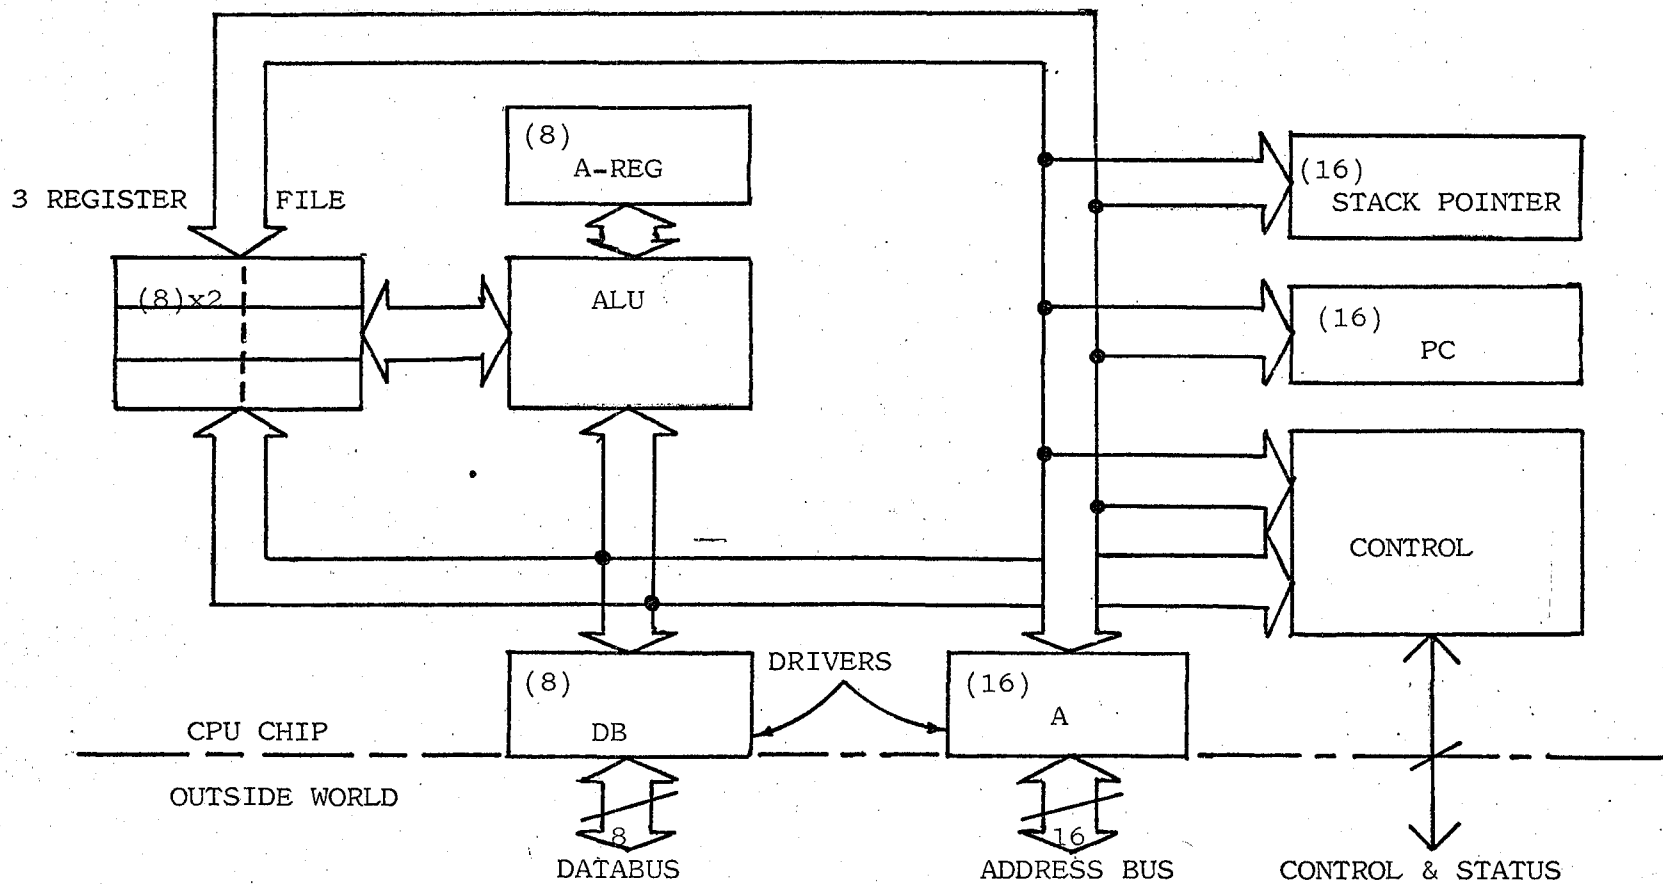 (8)
A-REG
3 REGISTER FILE
(16)
STACK POINTER
(8)x2
ALU
(16)
PC
CONTROL
DRIVERS
(8)
DB
(16)
A
CPU CHIP
OUTSIDE WORLD
8
16
DATABUS
ADDRESS BUS
CONTROL & STATUS